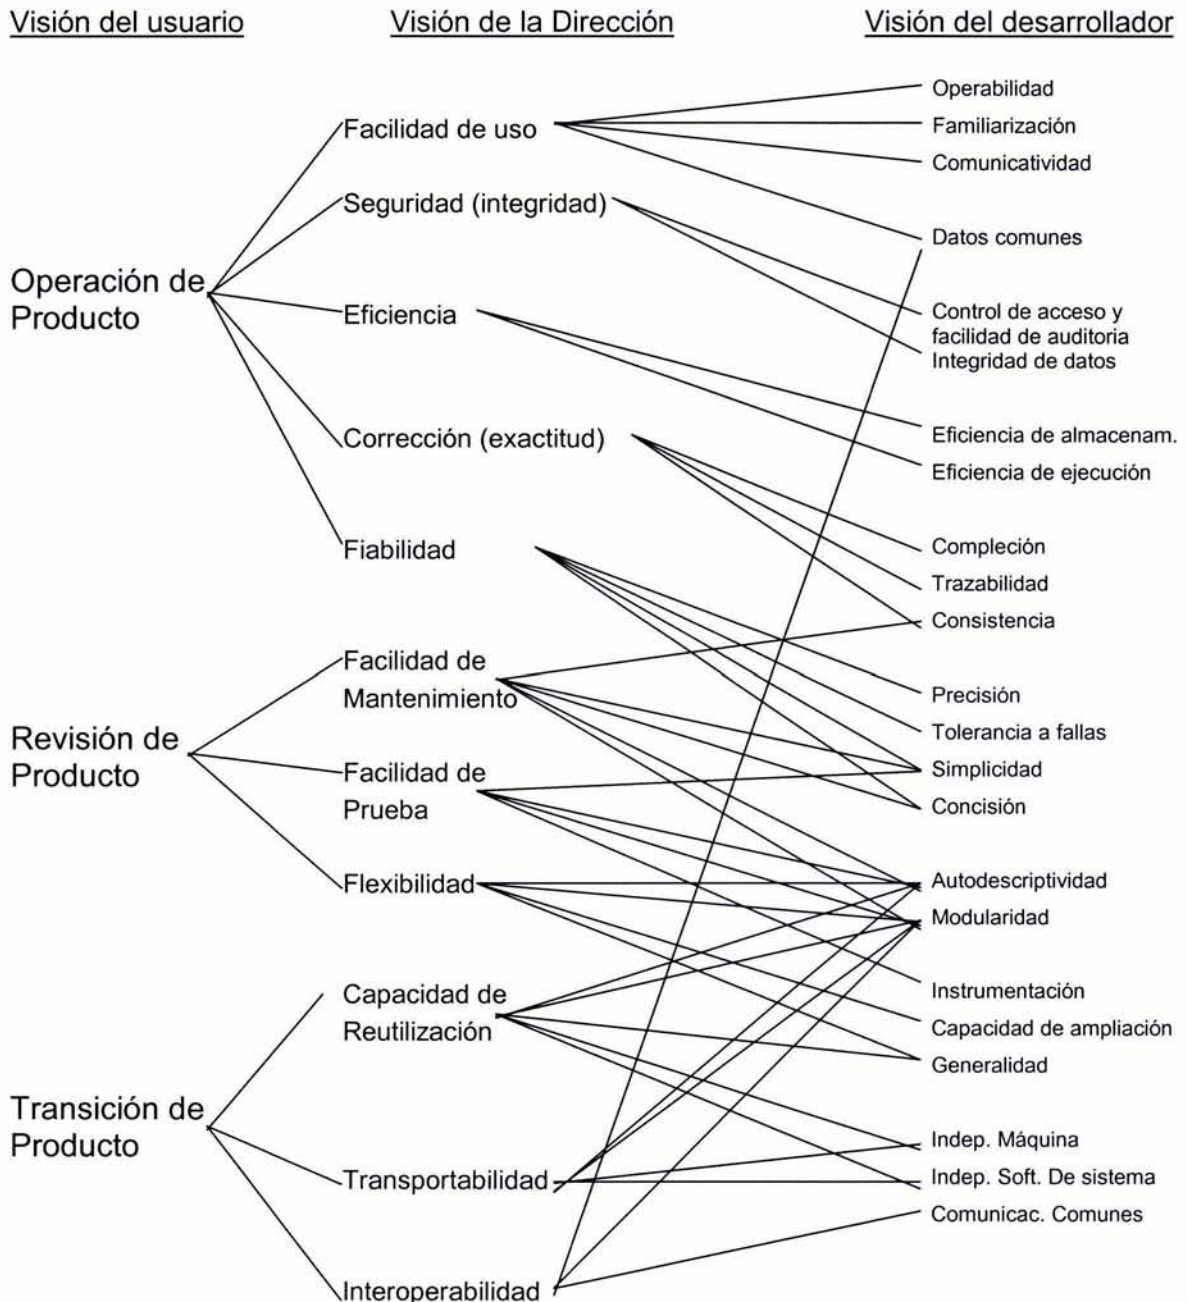 Visión del usuario
Visión de la Dirección
Visión del desarrollador
Operación de
Producto
Revisión de
Producto
Transición de
Producto
Facilidad de uso
Seguridad (integridad)
Eficiencia
Corrección (exactitud)
Fiabilidad
Facilidad de
Mantenimiento
Facilidad de
Prueba
Flexibilidad
Capacidad de
Reutilización
Transportabilidad
Interoperabilidad
Operabilidad
Familiarización
Comunicatividad
Datos comunes
Control de acceso y
facilidad de auditoria
Integridad de datos
Eficiencia de almacenam.
Eficiencia de ejecución
Compleción
Trazabilidad
Consistencia
Precisión
Tolerancia a fallas
Simplicidad
Concisión
Autodescriptividad
Modularidad
Instrumentación
Capacidad de ampliación
Generalidad
Indep. Máquina
Indep. Soft. De sistema
Comunicac. Comunes